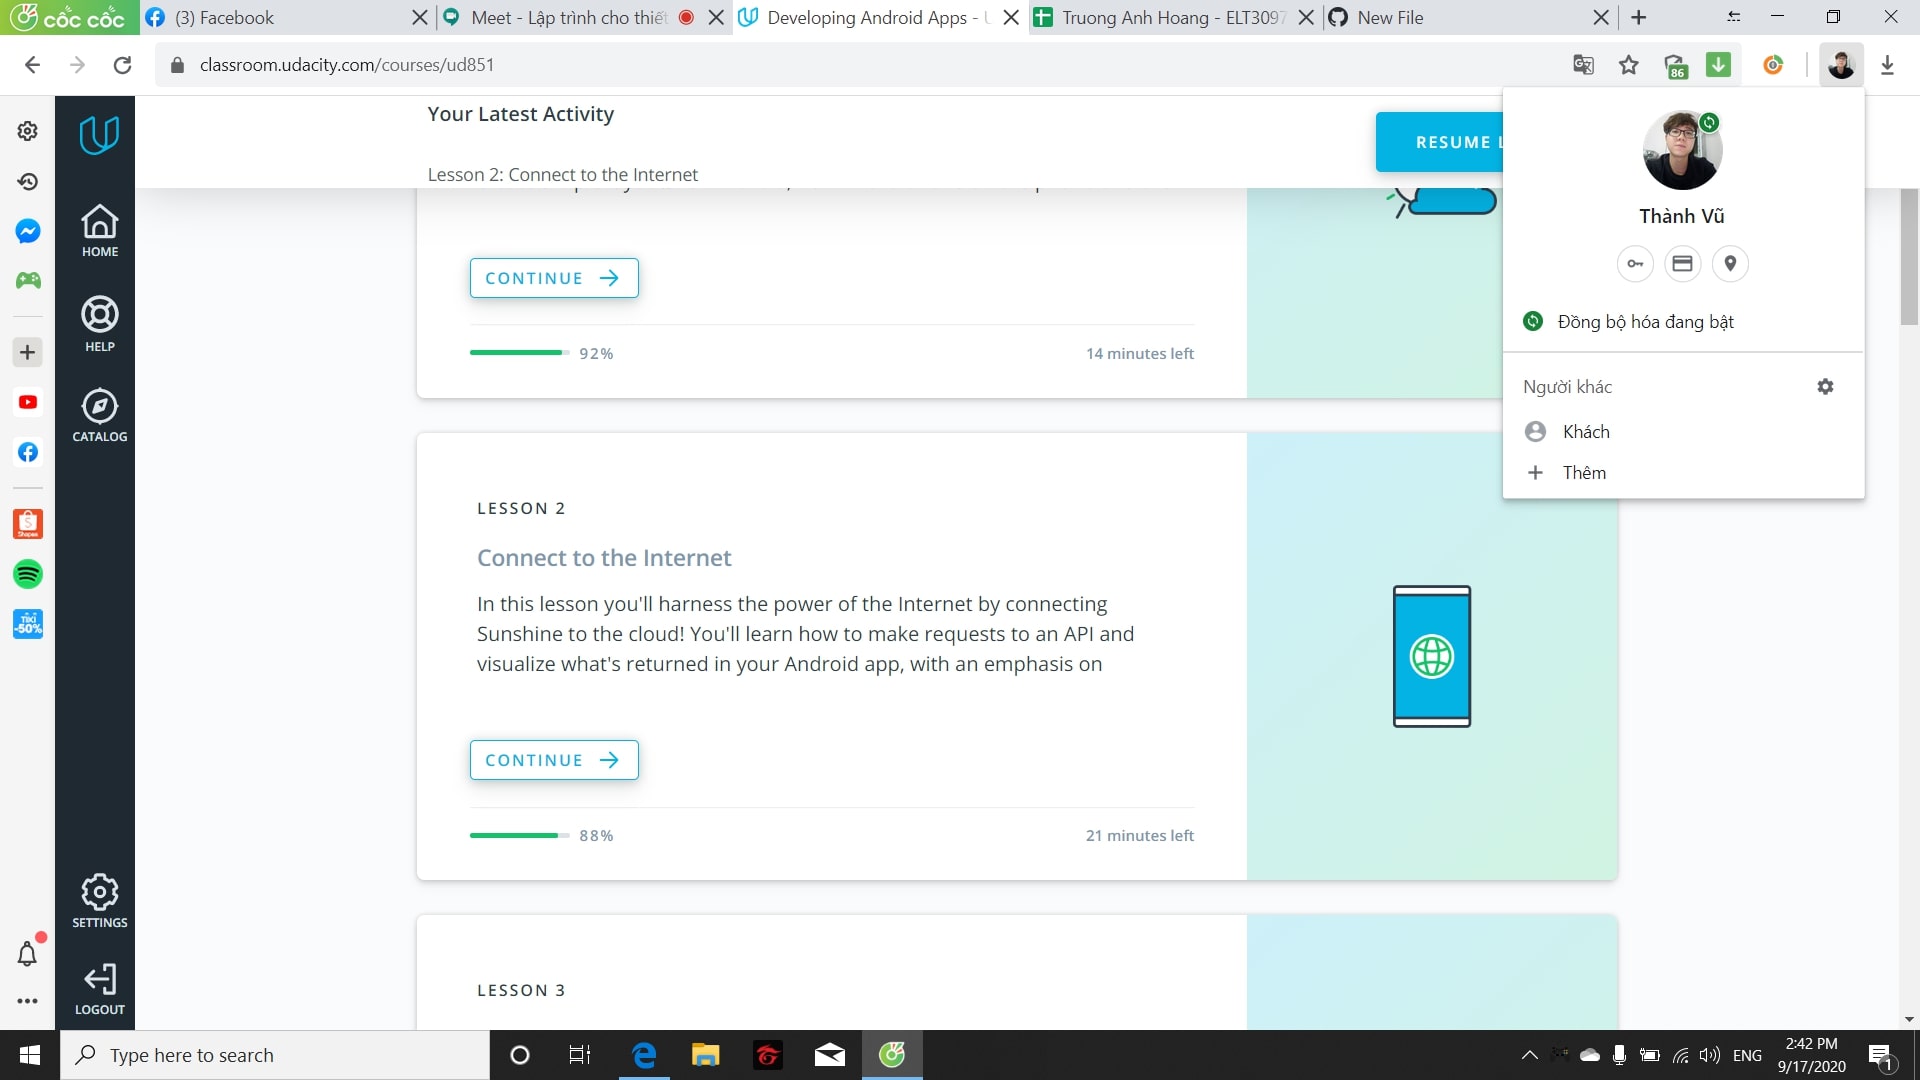 cốc cốc
(3) Facebook
Meet - Lập trình cho thiết
Developing Android Apps - U
Truong Anh Hoang - ELT3097
New File
classroom.udacity.com/courses/ud851
86
Your Latest Activity
RESUME L
Lesson 2: Connect to the Internet
Thành Vũ
HOME
CONTINUE
Đồng bộ hóa đang bật
HELP
92%
14 minutes left
Người khác
CATALOG
Khách
Thêm
LESSON 2
Shopee
Connect to the Internet
In this lesson you'll harness the power of the Internet by connecting
Sunshine to the cloud! You'll learn how to make requests to an API and
visualize what's returned in your Android app, with an emphasis on
TIKI
-50%
CONTINUE
88%
21 minutes left
SETTINGS
LESSON 3
LOGOUT
Type here to search
ENG
2:42 PM
9/17/2020
1